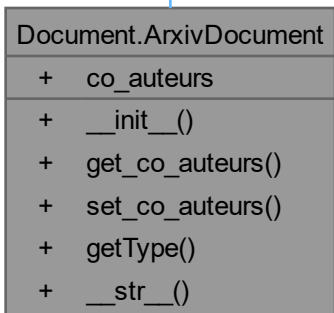 Document.ArxivDocument
+ co_auteurs
+ __init__()
+ get_co_auteurs()
+ set_co_auteurs()
+ getType()
+ __str__()